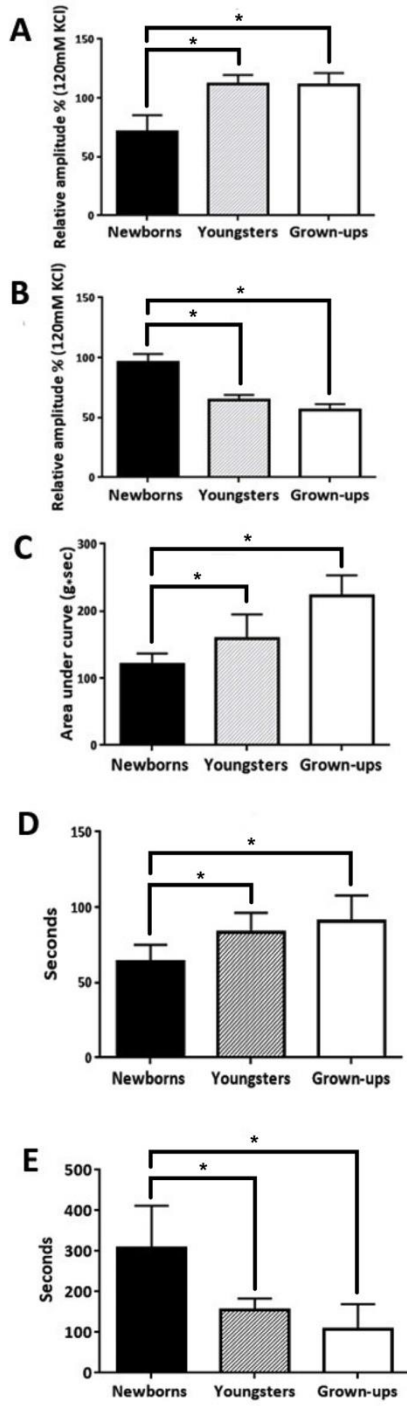 A
Relative amplitude % (120mM KCl)
150
100
50
0
*
*
Newborns Youngsters Grown-ups
B
Relative amplitude % (120mM KCl)
150
100
50
0
*
*
Newborns Youngsters Grown-ups
C
Area under curve (g*sec)
300
200
100
0
*
*
Newborns Youngsters Grown-ups
D
Seconds
150
100
50
0
*
*
Newborns Youngsters Grown-ups
E
Seconds
500
400
300
200
100
0
*
*
Newborns Youngsters Grown-ups